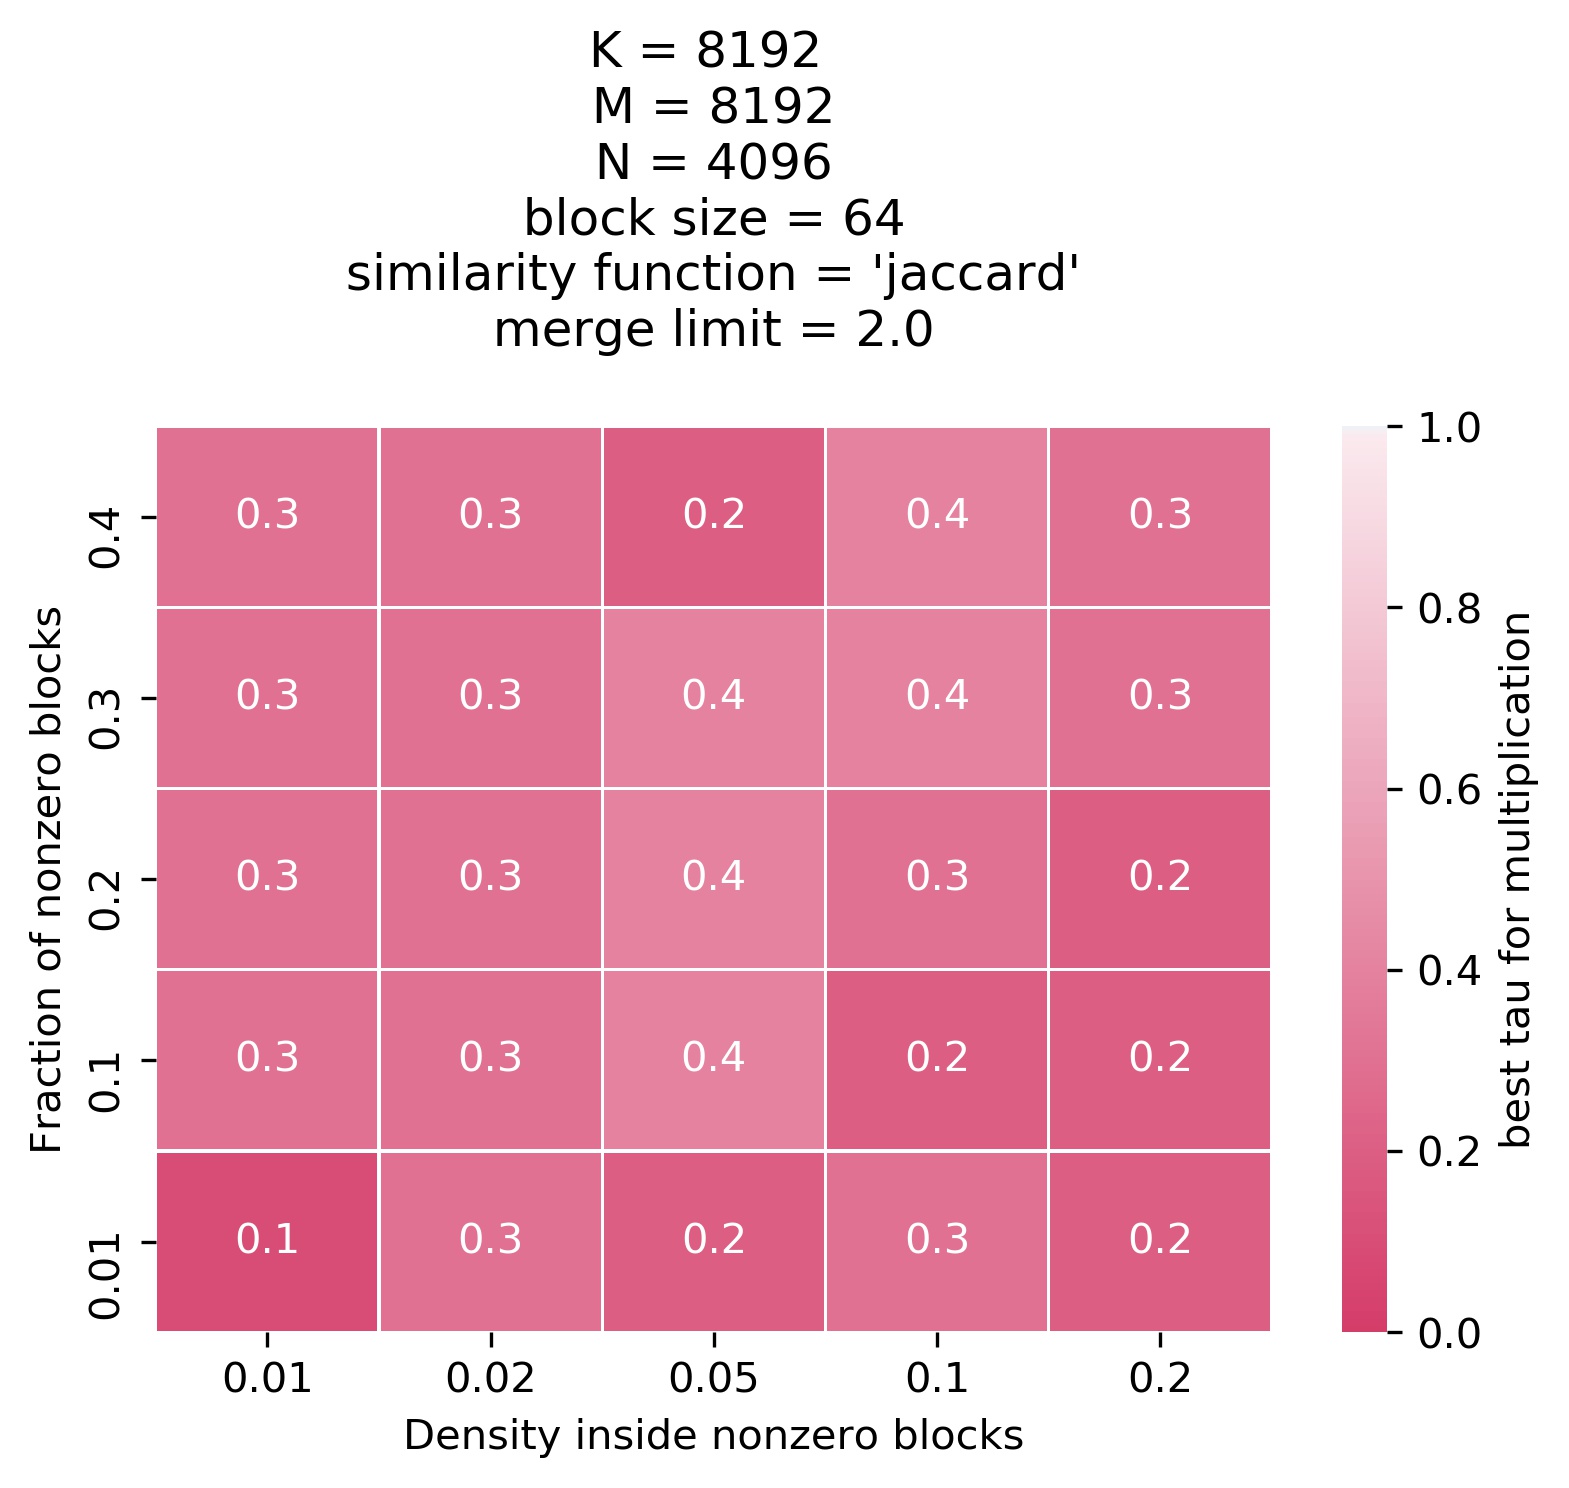 K = 8192
M = 8192
N = 4096
block size = 64
similarity function = 'jaccard'
merge limit = 2.0
Fraction of nonzero blocks
0.4
0.3 0.3 0.2 0.4 0.3
0.3
0.3 0.3 0.4 0.4 0.3
0.2
0.3 0.3 0.4 0.3 0.2
0.1
0.3 0.3 0.4 0.2 0.2
0.01
0.1 0.3 0.2 0.3 0.2
0.01 0.02 0.05 0.1 0.2
Density inside nonzero blocks
1.0
0.8
0.6
0.4
0.2
0.0
best tau for multiplication